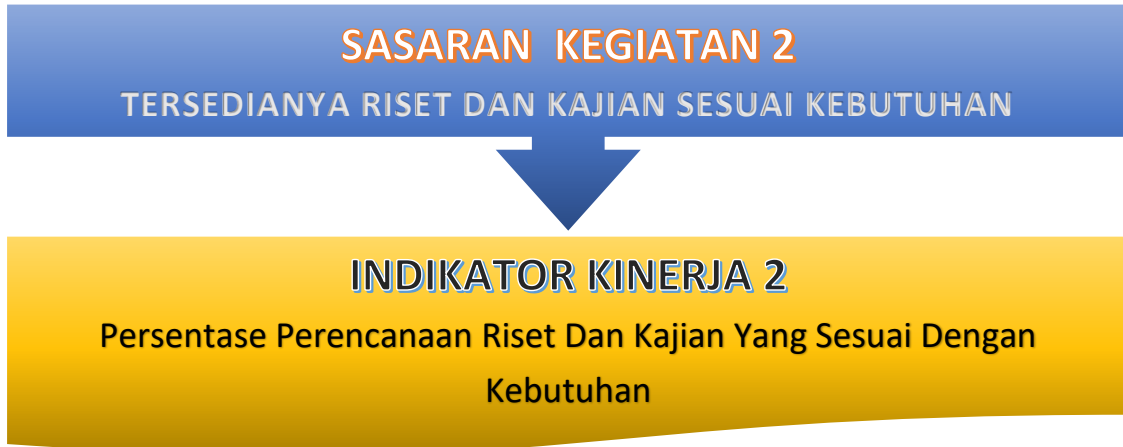 SASARAN KEGIATAN 2
TERSEDIANYA RISET DAN KAJIAN SESUAI KEBUTUHAN
INDIKATOR KINERJA 2
Persentase Perencanaan Riset Dan Kajian Yang Sesuai Dengan
Kebutuhan